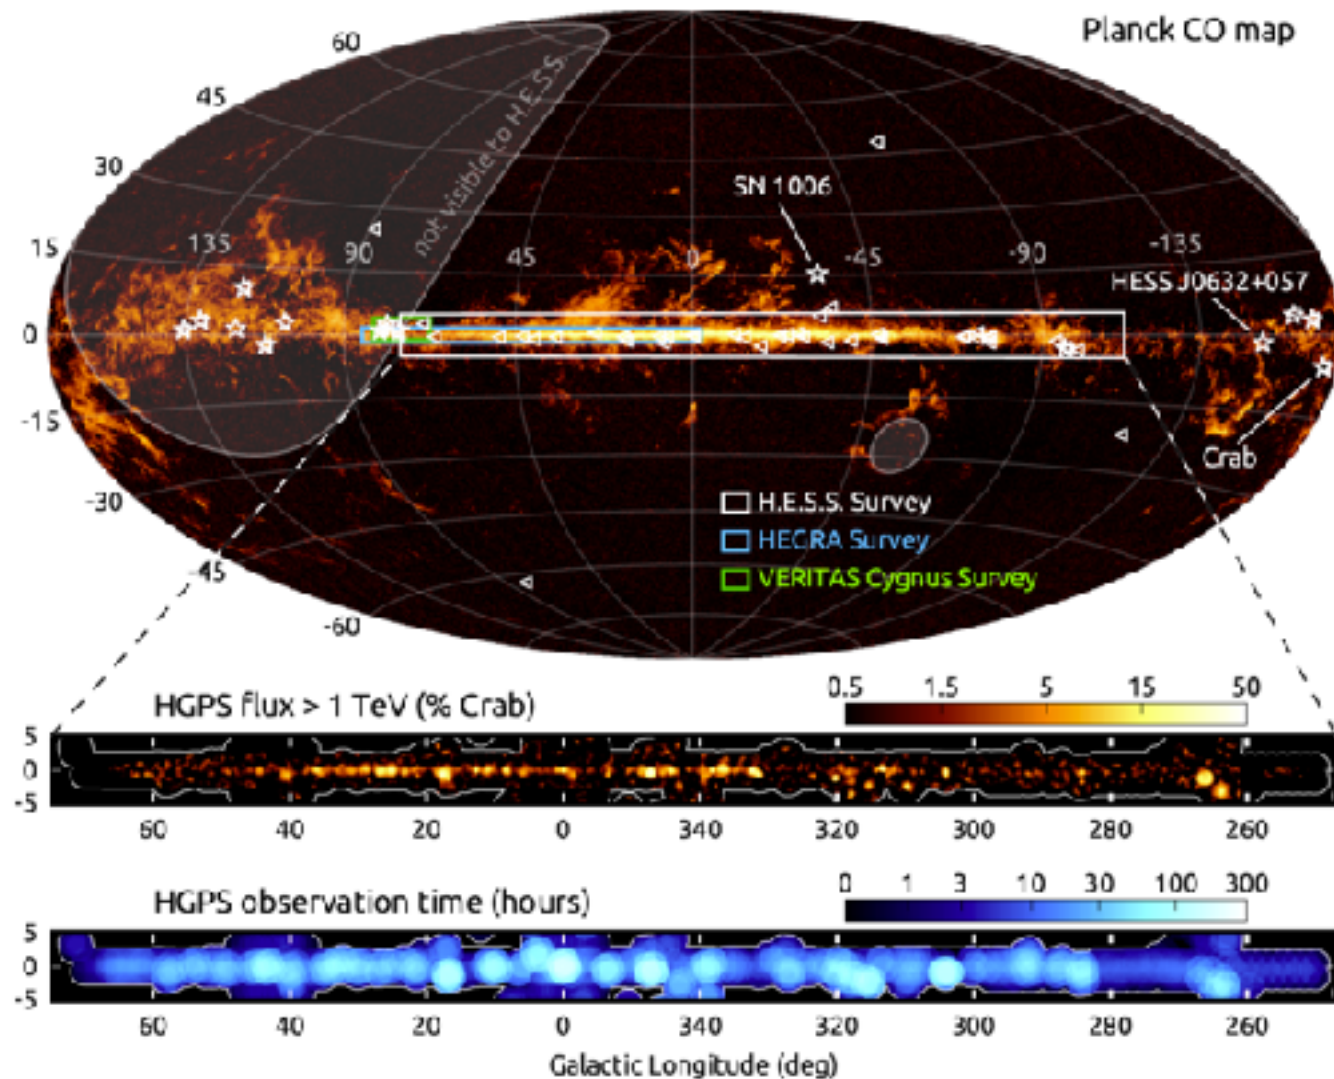 Planck CO map
60
45
30
15
0
-15
-30
-45
-60
135
90
45
0
-45
-90
-135
not visible to H.E.S.S.
SN 1006
HESS J0632+057
Crab
H.E.S.S. Survey
HEGRA Survey
VERITAS Cygnus Survey
HGPS flux > 1 TeV (% Crab)
0.5 1.5 5 15 50
5
0
-5
60 40 20 0 340 320 300 280 260
HGPS observation time (hours)
0 1 3 10 30 100 300
5
0
-5
60 40 20 0 340 320 300 280 260
Galactic Longitude (deg)